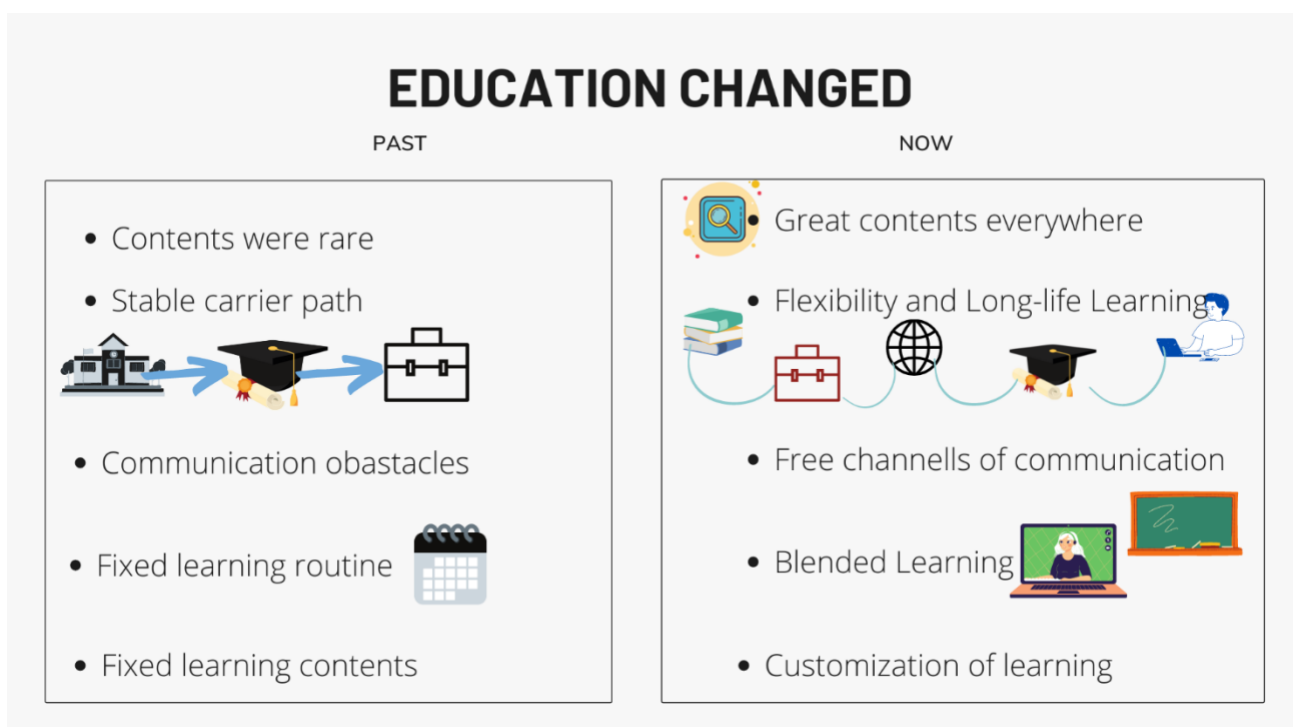 EDUCATION CHANGED
PAST
Contents were rare
Stable carrier path
Communication obastacles
Fixed learning routine
Fixed learning contents
NOW
Great contents everywhere
Flexibility and Long-life Learning
Free channells of communication
Blended Learning
Customization of learning